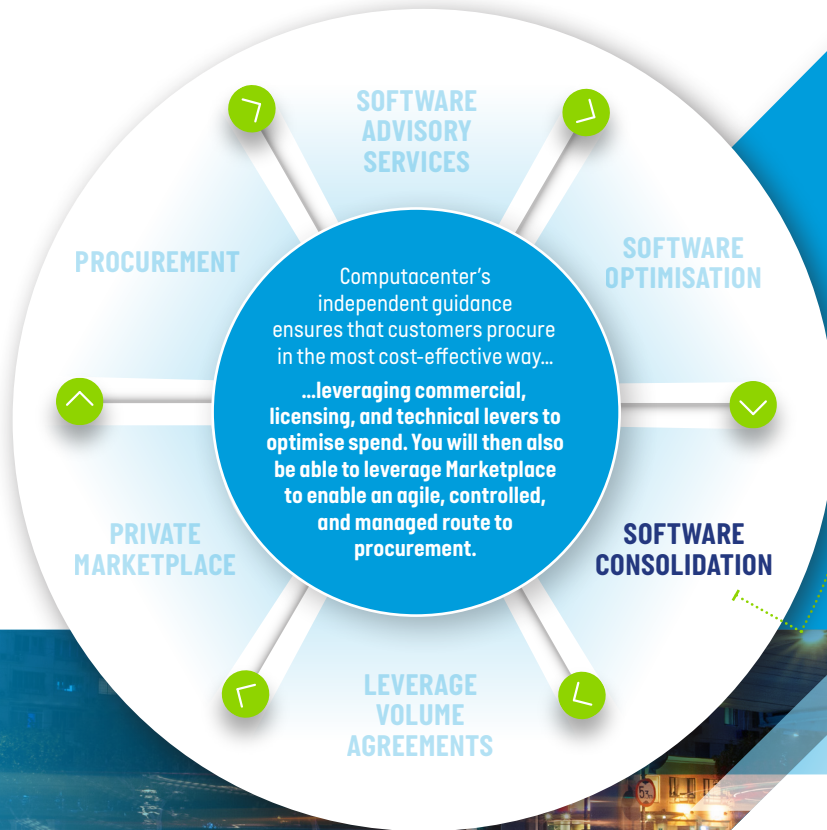 SOFTWARE
ADVISORY
SERVICES
SOFTWARE
OPTIMISATION
SOFTWARE
CONSOLIDATION
LEVERAGE
VOLUME
AGREEMENTS
PRIVATE
MARKETPLACE
PROCUREMENT
Computacenter's
independent guidance
ensures that customers procure
in the most cost-effective way...
...leveraging commercial,
licensing, and technical levers to
optimise spend. You will then also
be able to leverage Marketplace
to enable an agile, controlled,
and managed route to
procurement.